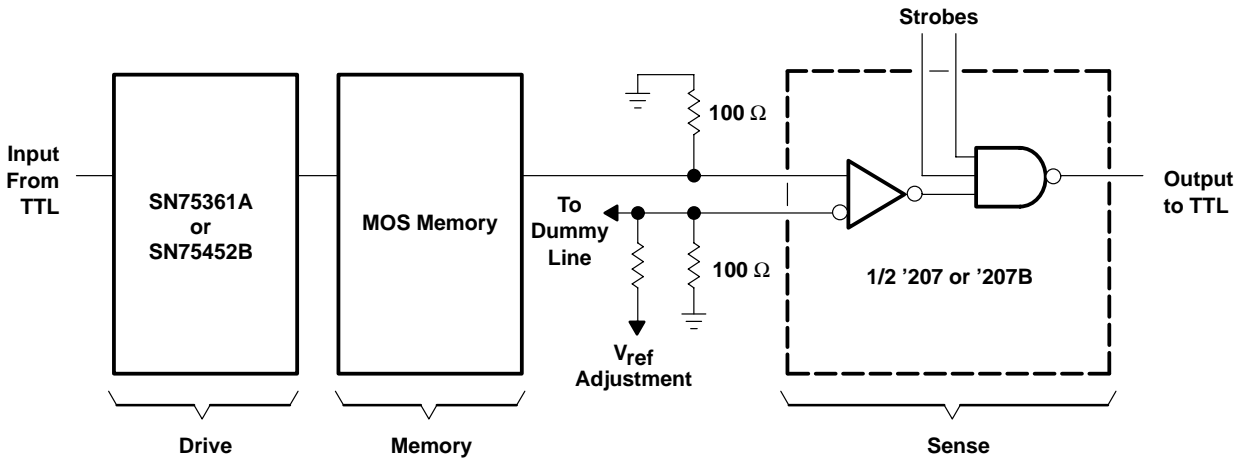 Strobes
100 Ω
Input
From
TTL
SN75361A
or
SN75452B
MOS Memory
To
Dummy
Line
100 Ω
Vref
Adjustment
1/2 ’207 or ’207B
Output
to TTL
Drive
Memory
Sense